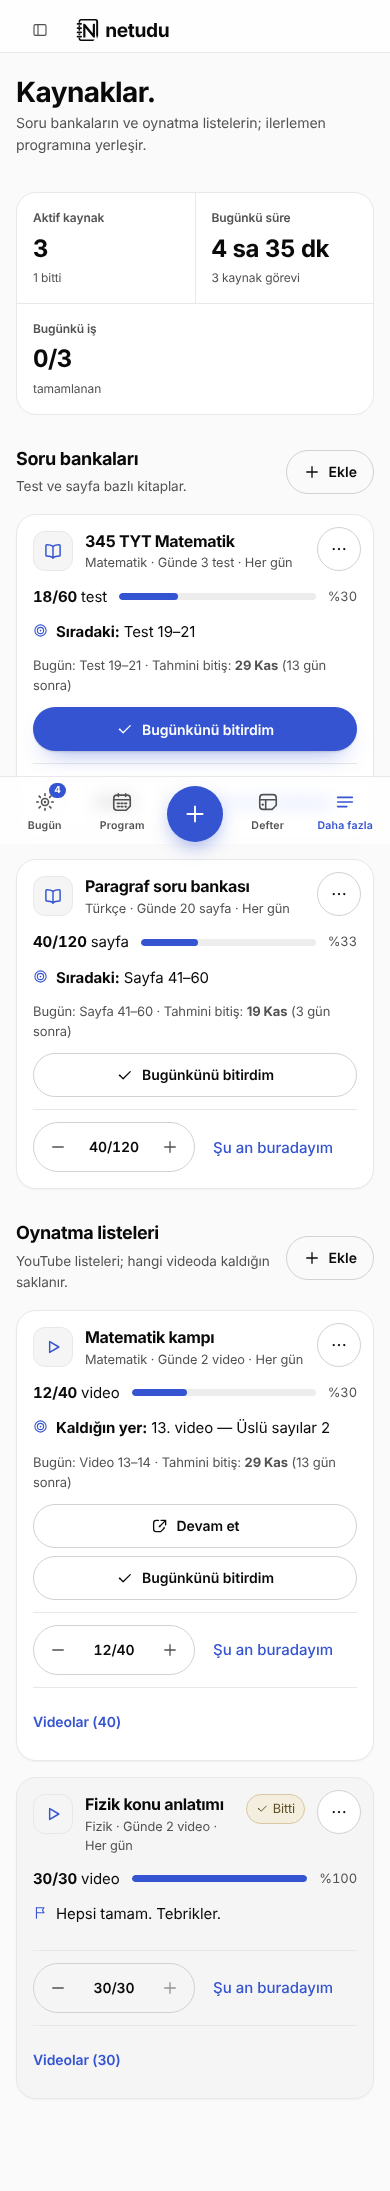 netudu
Kaynaklar.
Soru bankaların ve oynatma listelerin; ilerlemen
programına yerleşir.
Aktif kaynak
3
1 bitti
Bugünkü süre
4 sa 35 dk
3 kaynak görevi
Bugünkü iş
0/3
tamamlanan
Soru bankaları
Test ve sayfa bazlı kitaplar.
Ekle
345 TYT Matematik
Matematik · Günde 3 test · Her gün
18/60 test
%30
Sıradaki: Test 19–21
Bugün: Test 19–21 · Tahmini bitiş: 29 Kas (13 gün
sonra)
Bugünkünü bitirdim
4
Bugün
Program
Defter
Daha fazla
Paragraf soru bankası
Türkçe · Günde 20 sayfa · Her gün
40/120 sayfa
%33
Sıradaki: Sayfa 41–60
Bugün: Sayfa 41–60 · Tahmini bitiş: 19 Kas (3 gün
sonra)
Bugünkünü bitirdim
40/120
Şu an buradayım
Oynatma listeleri
YouTube listeleri; hangi videoda kaldığın
saklanır.
Ekle
Matematik kampı
Matematik · Günde 2 video · Her gün
12/40 video
%30
Kaldığın yer: 13. video — Üslü sayılar 2
Bugün: Video 13–14 · Tahmini bitiş: 29 Kas (13 gün
sonra)
Devam et
Bugünkünü bitirdim
12/40
Şu an buradayım
Videolar (40)
Fizik konu anlatımı
Bitti
Fizik · Günde 2 video ·
Her gün
30/30 video
%100
Hepsi tamam. Tebrikler.
30/30
Şu an buradayım
Videolar (30)